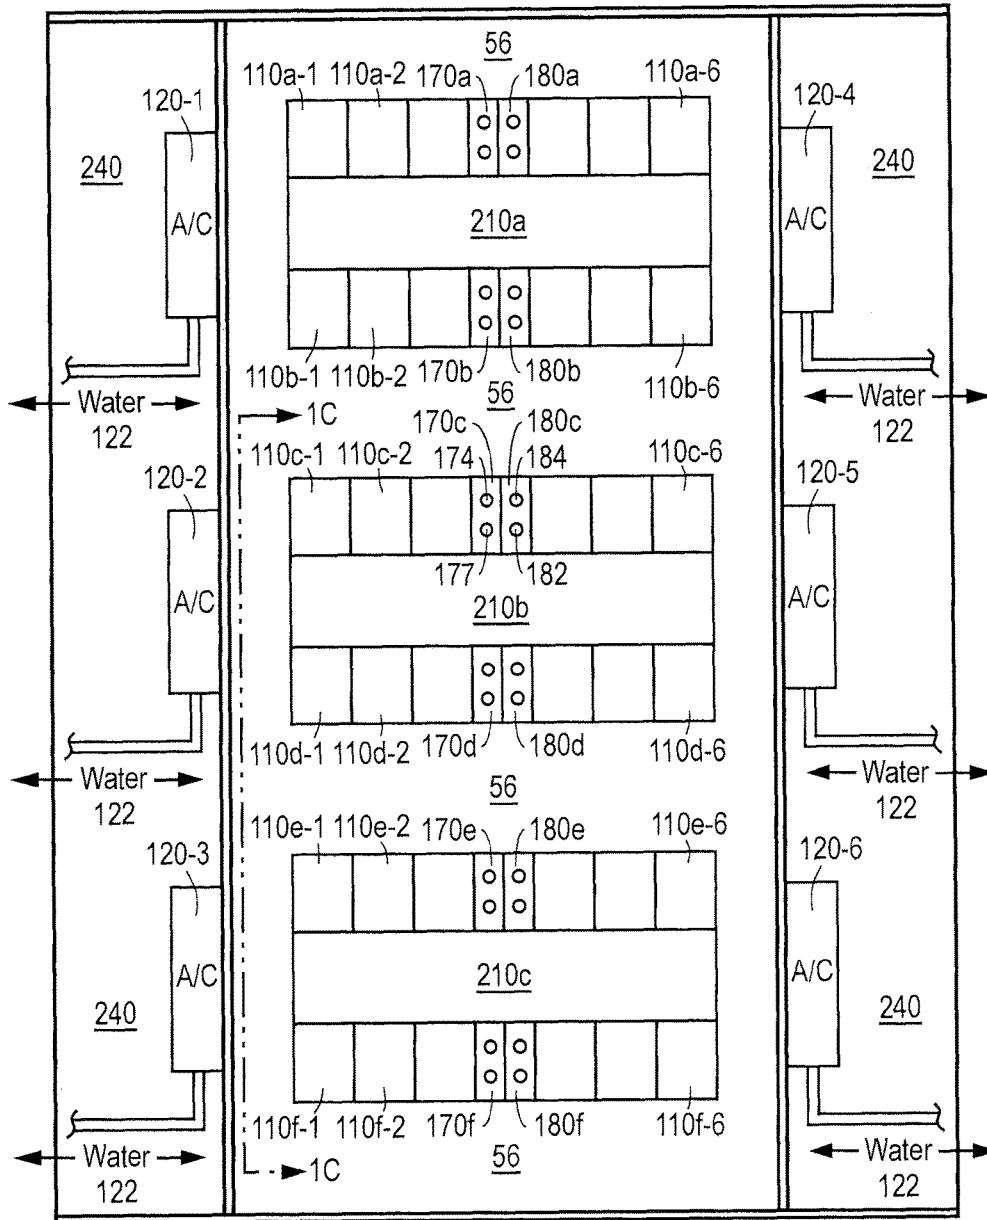 56
110a-1 110a-2 170a 180a 110a-6
120-1 120-4
240 240
A/C A/C
210a
110b-1 110b-2 170b 180b 110b-6
Water 56 Water
122 122
1C
170c 180c
110c-1 110c-2 174 184 110c-6
120-2 120-5
177 182
A/C A/C
210b
110d-1 110d-2 170d 180d 110d-6
Water Water
122 56 122
110e-1 110e-2 170e 180e 110e-6
120-3 120-6
A/C A/C
210c
240 240
110f-1 110f-2 170f 180f 110f-6
Water 1C 56 Water
122 122